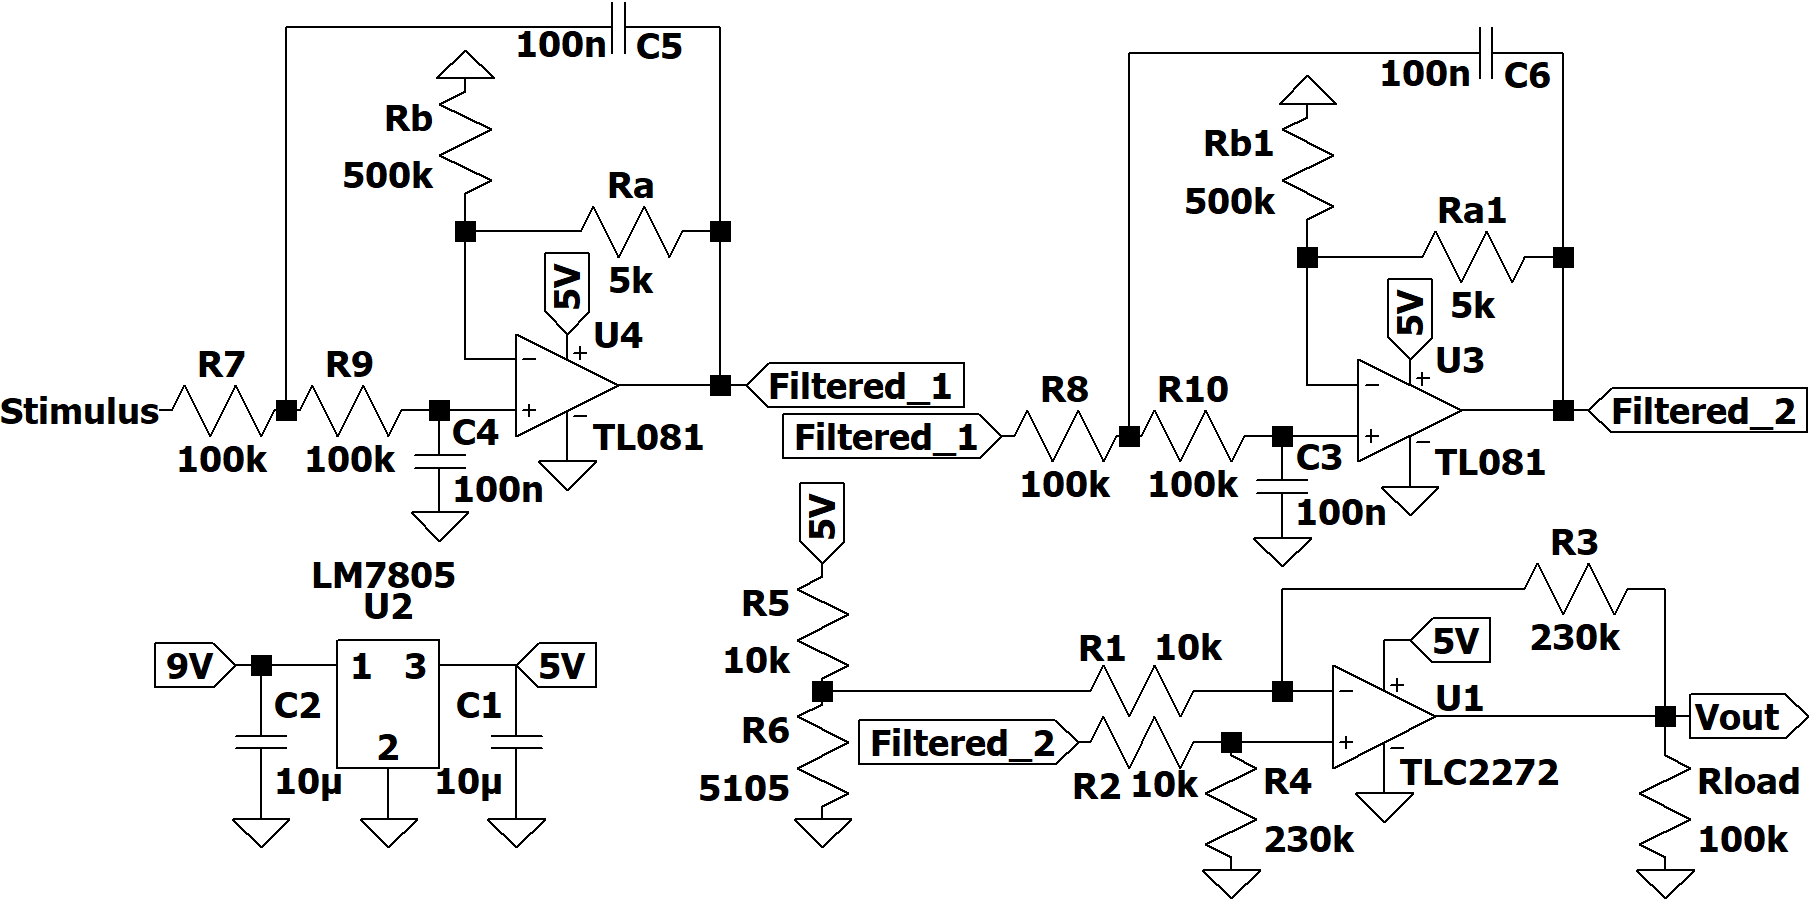 100n
C5
100n
C6
Rb
500k
Ra
5k
5V
U4
Rb1
500k
Ra1
5k
5V
U3
Stimulus
R7
100k
R9
100k
C4
100n
TL081
Filtered_1
Filtered_1
R8
100k
R10
100k
C3
100n
TL081
Filtered_2
LM7805
U2
9V
1
3
2
5V
C2
10µ
C1
10µ
5V
R5
10k
R6
5105
R1
10k
Filtered_2
R2
10k
R4
230k
R3
230k
5V
U1
TLC2272
Vout
Rload
100k